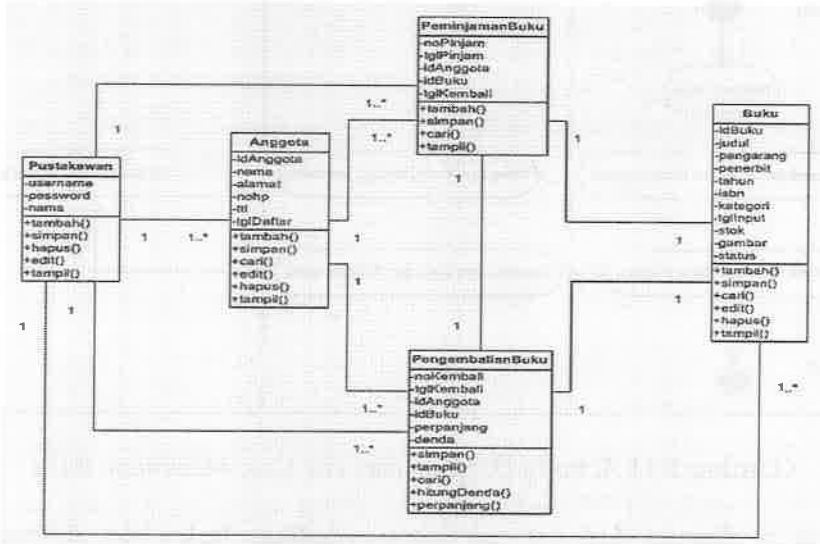 PeminjamanBuku
-noPinjam
-tglPinjam
-idAnggota
-idBuku
-tglKembali
+tambah()
+simpan()
+cari()
+tampil()
Buku
-idBuku
-judul
-pangarang
-penerbit
-tahun
-isbn
-kategori
-tglInput
-stok
-gambar
-status
+tambah()
+simpan()
+cari()
+edit()
+hapus()
+tampil()
Anggota
-idAnggota
-nama
-alamat
-nohp
-ttl
-tglDaftar
+tambah()
+simpan()
+cari()
+edit()
+hapus()
+tampil()
Pustakawan
-username
-password
-nama
+tambah()
+simpan()
+hapus()
+edit()
+tampil()
PengembalianBuku
-noKembali
-tglKembali
-idAnggota
-idBuku
-perpanjang
-denda
+simpan()
+tampil()
+cari()
+hitungDenda()
+perpanjang()
1
1..*
1..*
1
1
1..*
1
1
1
1
1
1
1
1
1..*
1
1..*
1..*